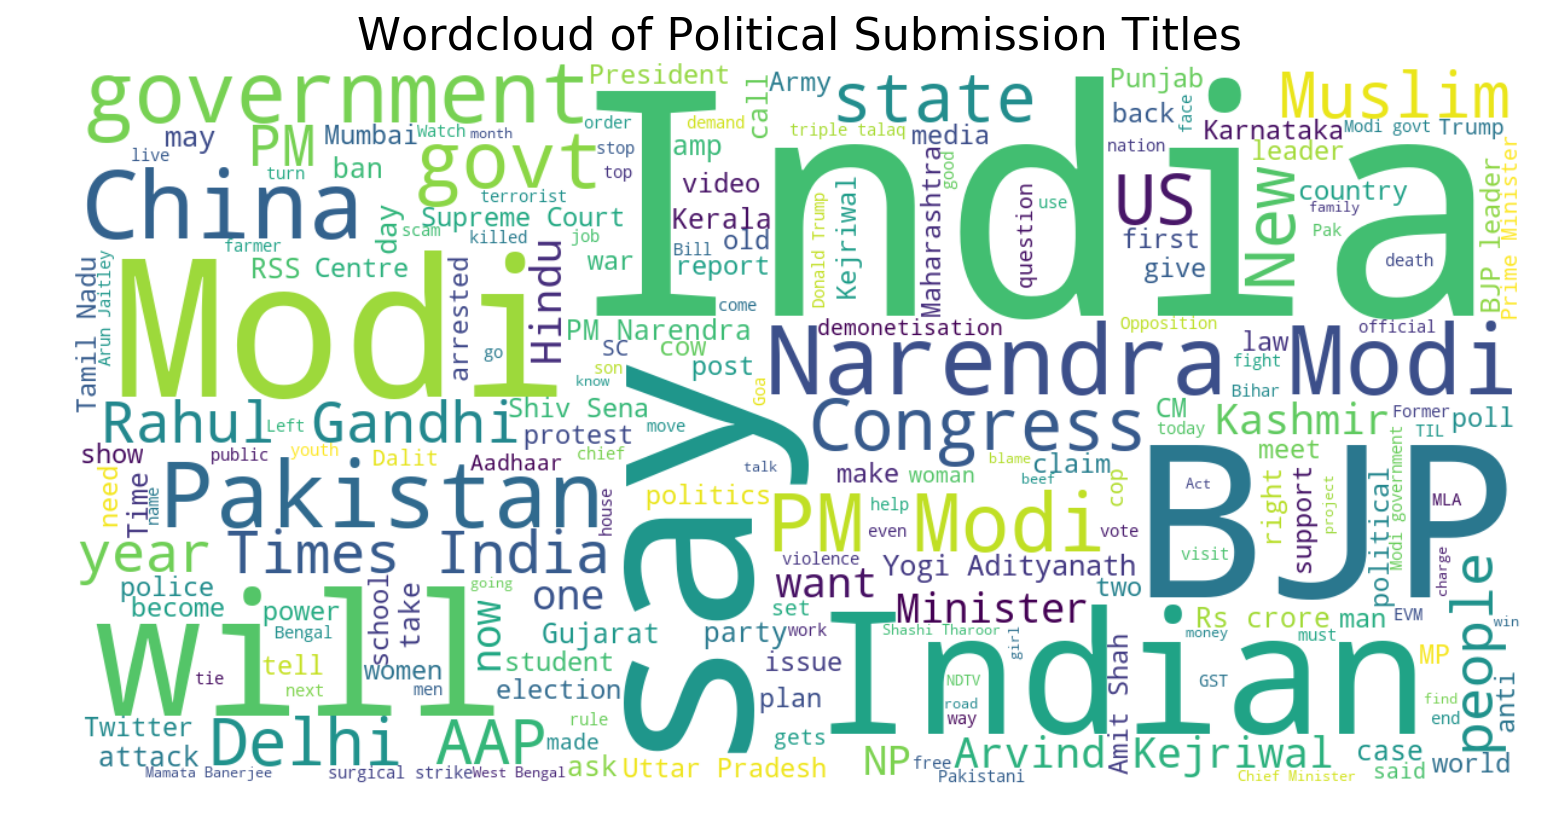 Wordcloud of Political Submission Titles
government
President
call
Army
state
Punjab
Muslim
India
may
PM
Mumbai
Watch
month
order
demand
triple talaq
media
back
face
Karnataka
Modi govt
Trump
live
turn
ban
govt
stop
top
amp
good
nation
leader
Prime Minister
China
terrorist
video
Maharashtra
question
use
US
New
country
family
Pak
BJP leader
day
Supreme Court
scam
killed
job
Kerala
Bill
old
Donald Trump
Kejriwal
first
give
death
farmer
RSS Centre
arrested
Hindu
war
report
come
Tamil Nadu
Arun Jaitley
Modi
go
PM Narendra
demonetisation
Opposition
law
official
SC
cow
son
know
post
Goa
Narendra Modi
fight
Bihar
Rahul Gandhi
Left
Shiv Sena
protest
move
chief
say
Congress
CM
today
Kashmir
Former
TIL
poll
show
public
youth
Dalit
Aadhaar
talk
make
woman
blame
beef
claim
meet
need
name
Time
Pakistan
house
politics
PM Modi
help
even
cop
vote
BJP
Act
right
support
project
political
Modi government
MLA
charge
visit
year
Times India
violence
Yogi Adityanath
want
two
people
police
become
power
Bengal
school
take
going
now
one
set
Minister
Rs crore
man
EVM
win
will
tell
tie
next
women
men
Gujarat
student
election
party
work
issue
plan
Shashi Tharoor
girl
Indian
NDTV
road
way
Amit Shah
money
must
GST
MP
find
end
anti
Twitter
attack
Delhi
AAP
rule
made
gets
Mamata Banerjee
surgical strike
West Bengal
ask
Uttar Pradesh
NP
free
Pakistani
Arvind Kejriwal
case
Chief Minister
said
world